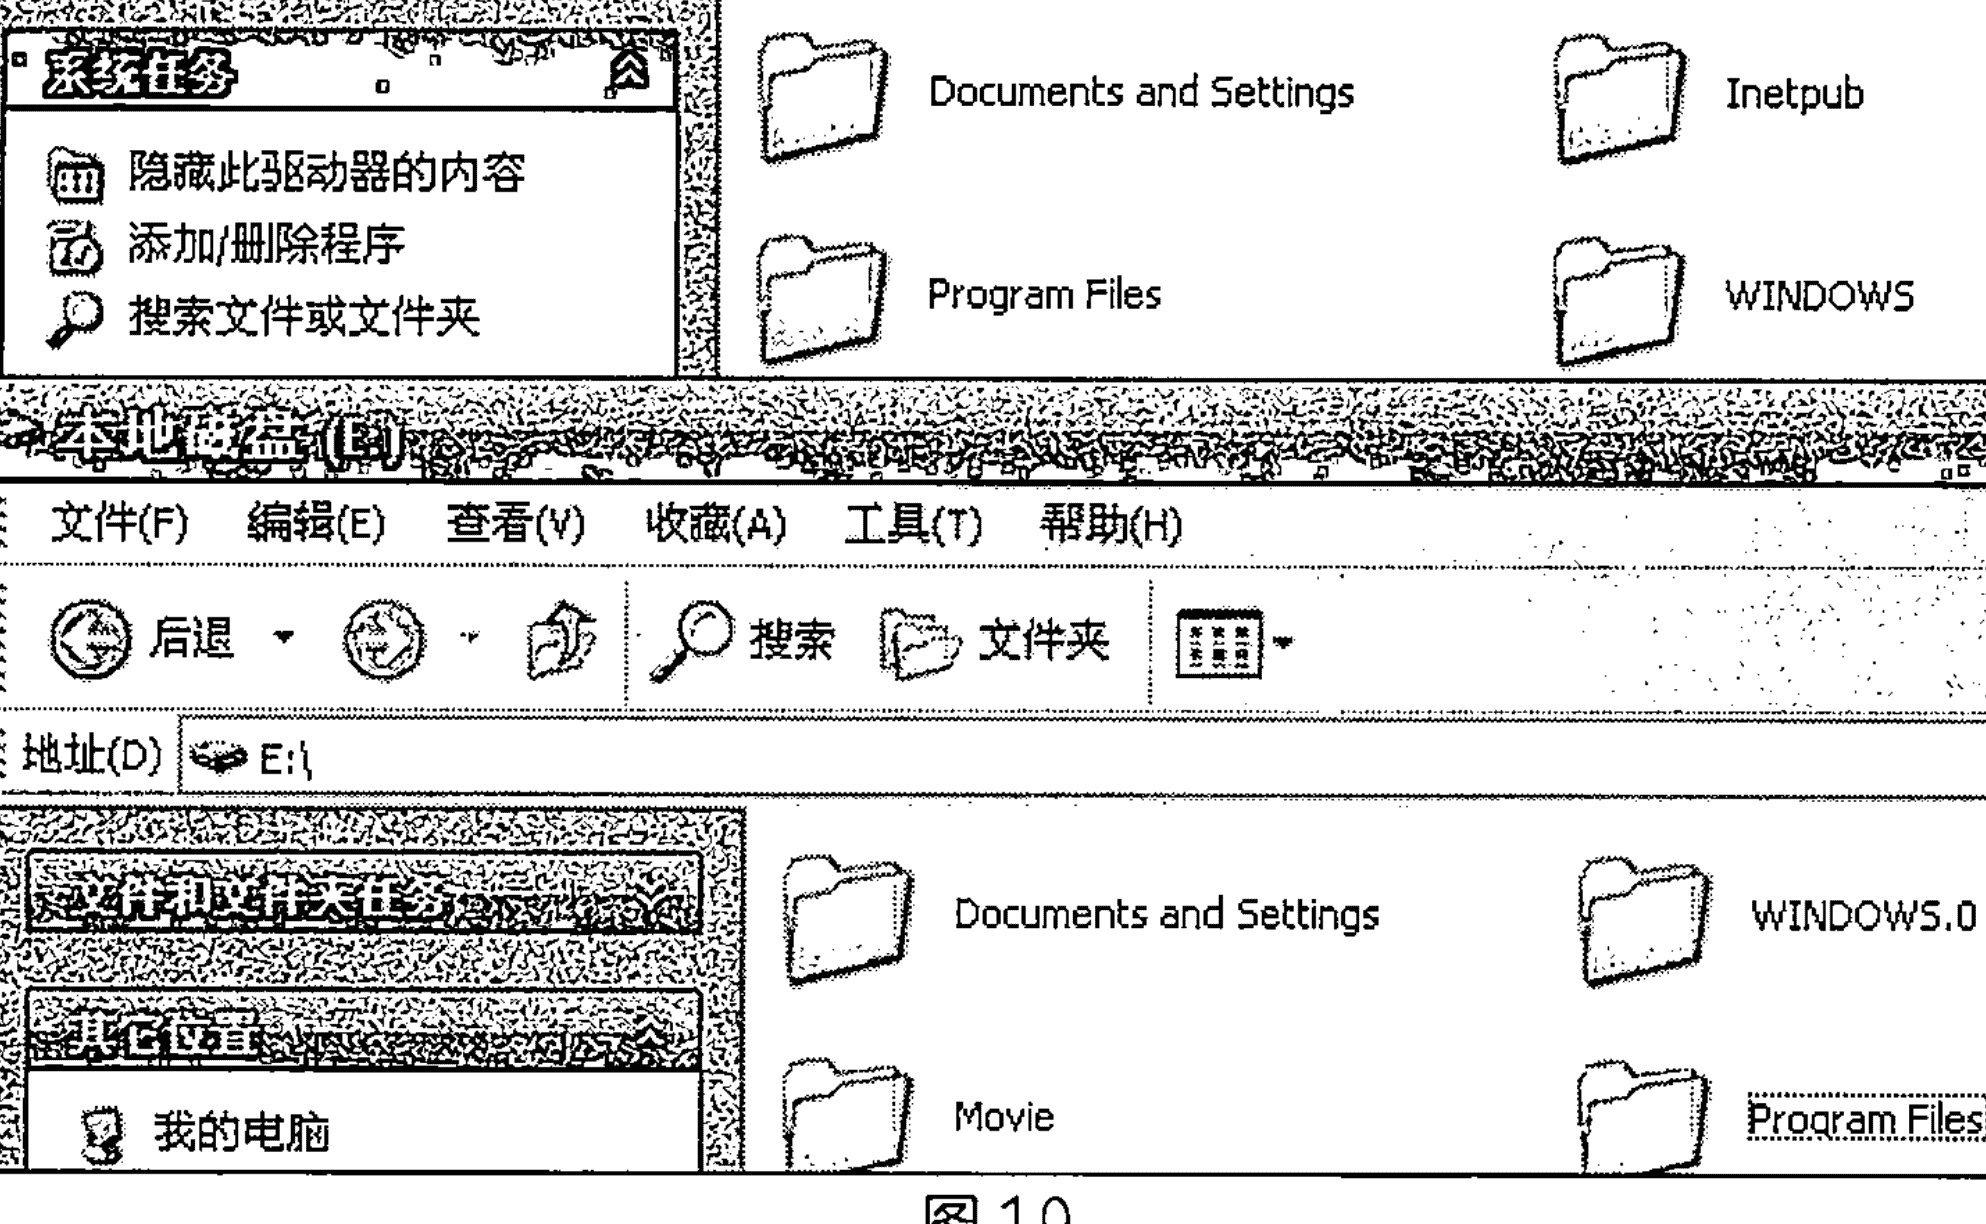 系统任务
Documents and Settings Inetpub
隐藏此驱动器的内容
添加/删除程序
Program Files WINDOWS
搜索文件或文件夹
本地磁盘 (E:)
文件(F) 编辑(E) 查看(V) 收藏(A) 工具(T) 帮助(H)
后退 搜索 文件夹
地址(D) E:\
文件和文件夹任务
Documents and Settings WINDOWS.0
其它位置
Movie Program Files
我的电脑
图 10